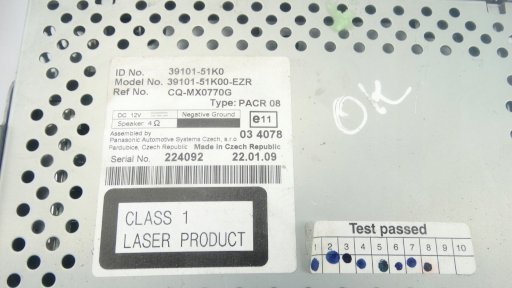 ID No. 39101-51K0
Model No. 39101-51K00-EZR
Ref No. CQ-MX0770G
Type: PACR 08
DC 12V Negative Ground
Speaker: 4 Ω
e11
03 4078
Assembled by
Panasonic Automotive Systems Czech, s.r.o.
Pardubice, Czech Republic Made in Czech Republic
Serial No. 224092 22.01.09
CLASS 1
LASER PRODUCT
OK
Test passed
1 2 3 4 5 6 7 8 9 10